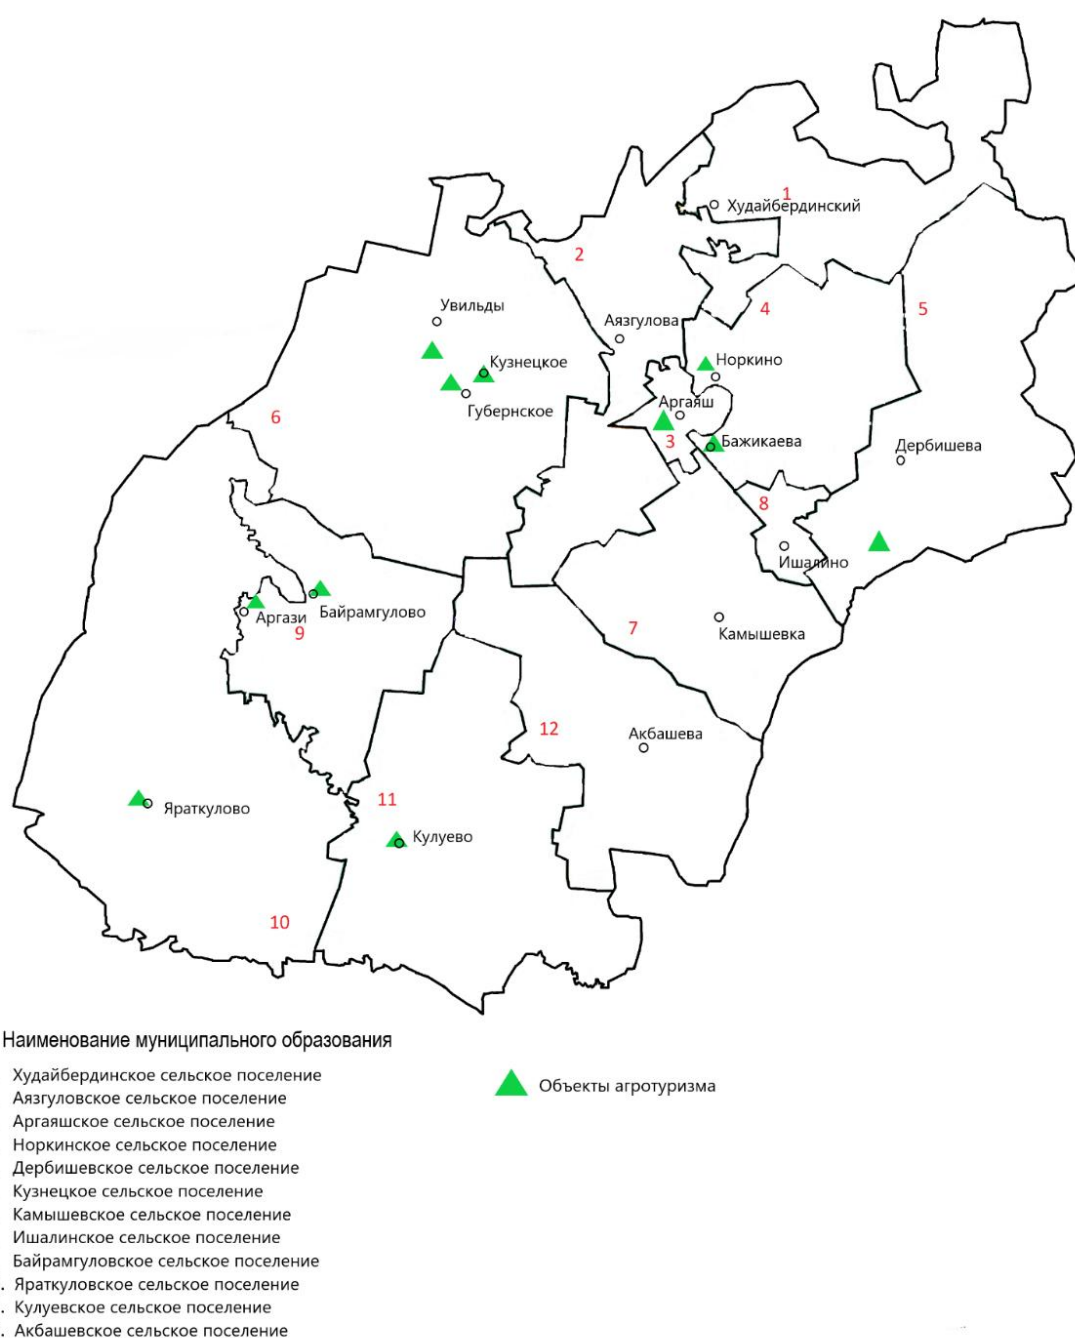 1
Худайбердинский
2
4
5
Увильды
Аязгулова
Кузнецкое
Норкино
Губернское
Аргаяш
6
3
Бажикаева
Дербишева
8
Ишалино
Аргази
Байрамгулово
9
7
Камышевка
12
Акбашева
11
Яраткулово
Кулуево
10
Наименование муниципального образования
Худайбердинское сельское поселение
Объекты агротуризма
Аязгуловское сельское поселение
Аргаяшское сельское поселение
Норкинское сельское поселение
Дербишевское сельское поселение
Кузнецкое сельское поселение
Камышевское сельское поселение
Ишалинское сельское поселение
Байрамгуловское сельское поселение
. Яраткуловское сельское поселение
. Кулуевское сельское поселение
. Акбашевское сельское поселение